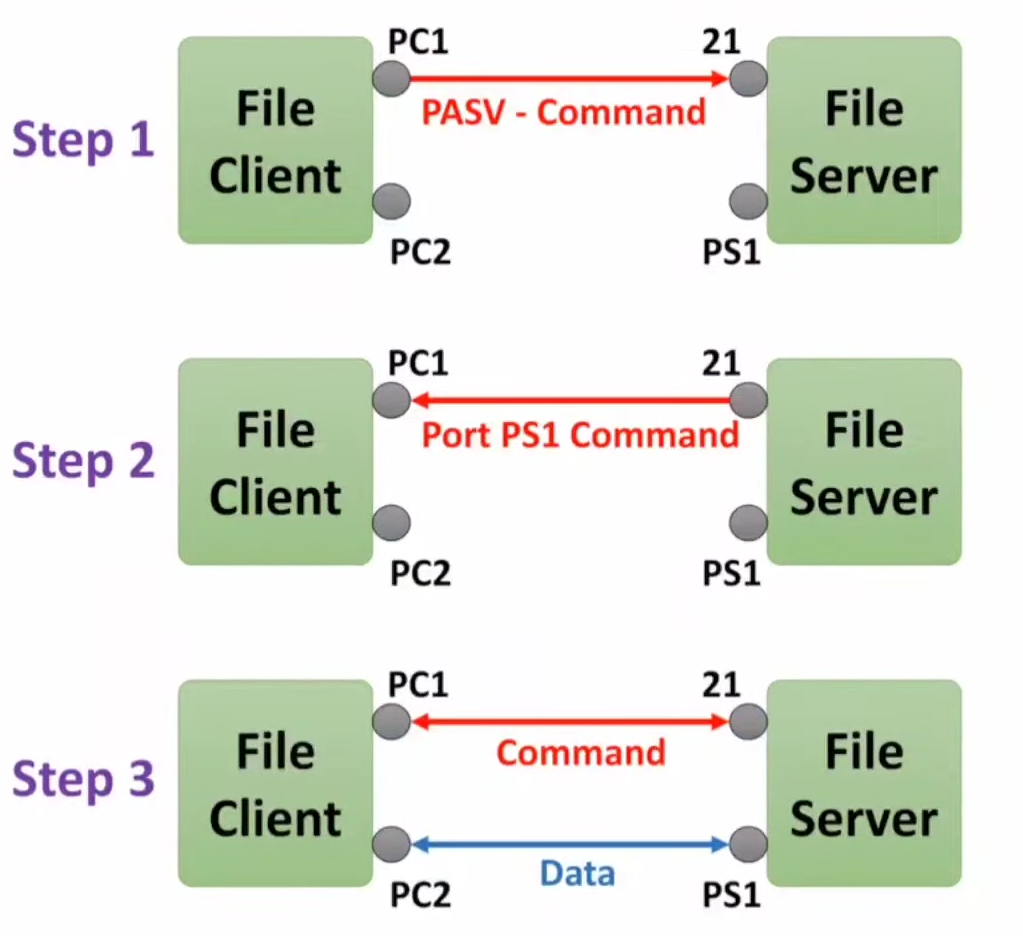 PC1
21
PASV - Command
Step 1
File
Client
File
Server
PC2
PS1
PC1
21
Port PS1 Command
Step 2
File
Client
File
Server
PC2
PS1
PC1
21
Command
Step 3
File
Client
File
Server
Data
PC2
PS1